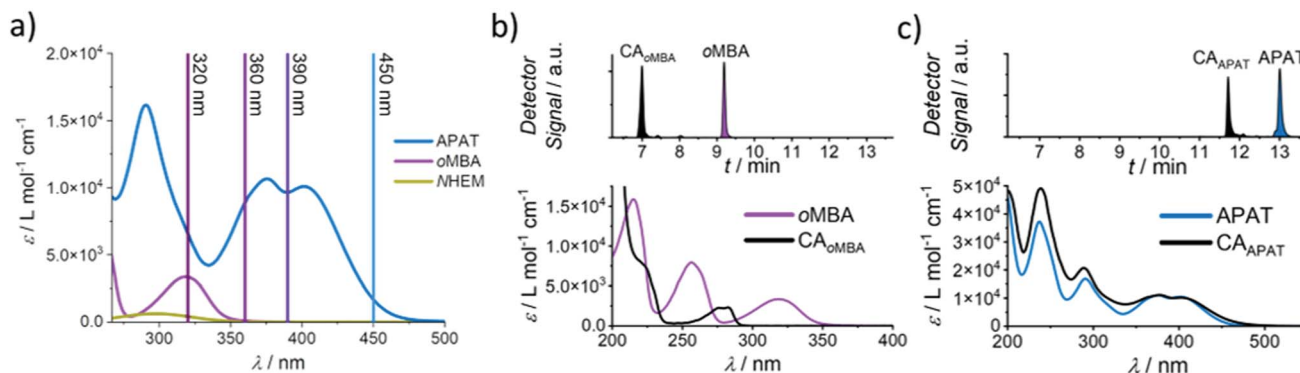 a)
2.0×10⁴
1.5×10⁴
1.0×10⁴
5.0×10³
0.0
ε / L mol⁻¹ cm⁻¹
320 nm
360 nm
390 nm
450 nm
APAT
oMBA
NHEM
300
350
400
450
500
λ / nm
b)
Detector
Signal / a.u.
CAoMBA
oMBA
7
8
9
10
11
12
13
t / min
1.5×10⁴
1.0×10⁴
5.0×10³
0.0
ε / L mol⁻¹ cm⁻¹
oMBA
CAoMBA
200
250
300
350
400
λ / nm
c)
Detector
Signal / a.u.
CAAPAT
APAT
7
8
9
10
11
12
13
t / min
5×10⁴
4×10⁴
3×10⁴
2×10⁴
1×10⁴
0
ε / L mol⁻¹ cm⁻¹
APAT
CAAPAT
200
300
400
500
λ / nm